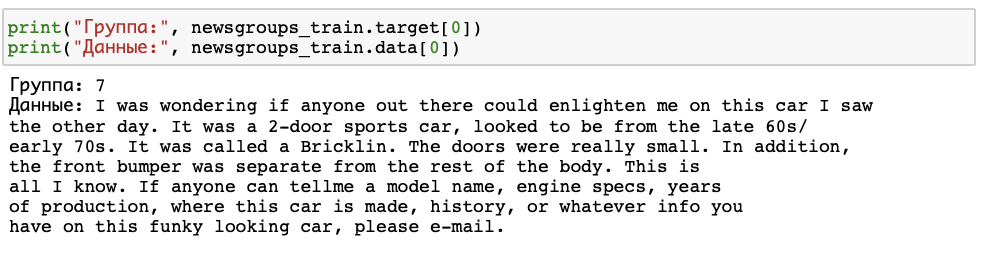 print("Группа:", newsgroups_train.target[0])
print("Данные:", newsgroups_train.data[0])
Группа: 7
Данные: I was wondering if anyone out there could enlighten me on this car I saw
the other day. It was a 2-door sports car, looked to be from the late 60s/
early 70s. It was called a Bricklin. The doors were really small. In addition,
the front bumper was separate from the rest of the body. This is
all I know. If anyone can tellme a model name, engine specs, years
of production, where this car is made, history, or whatever info you
have on this funky looking car, please e-mail.